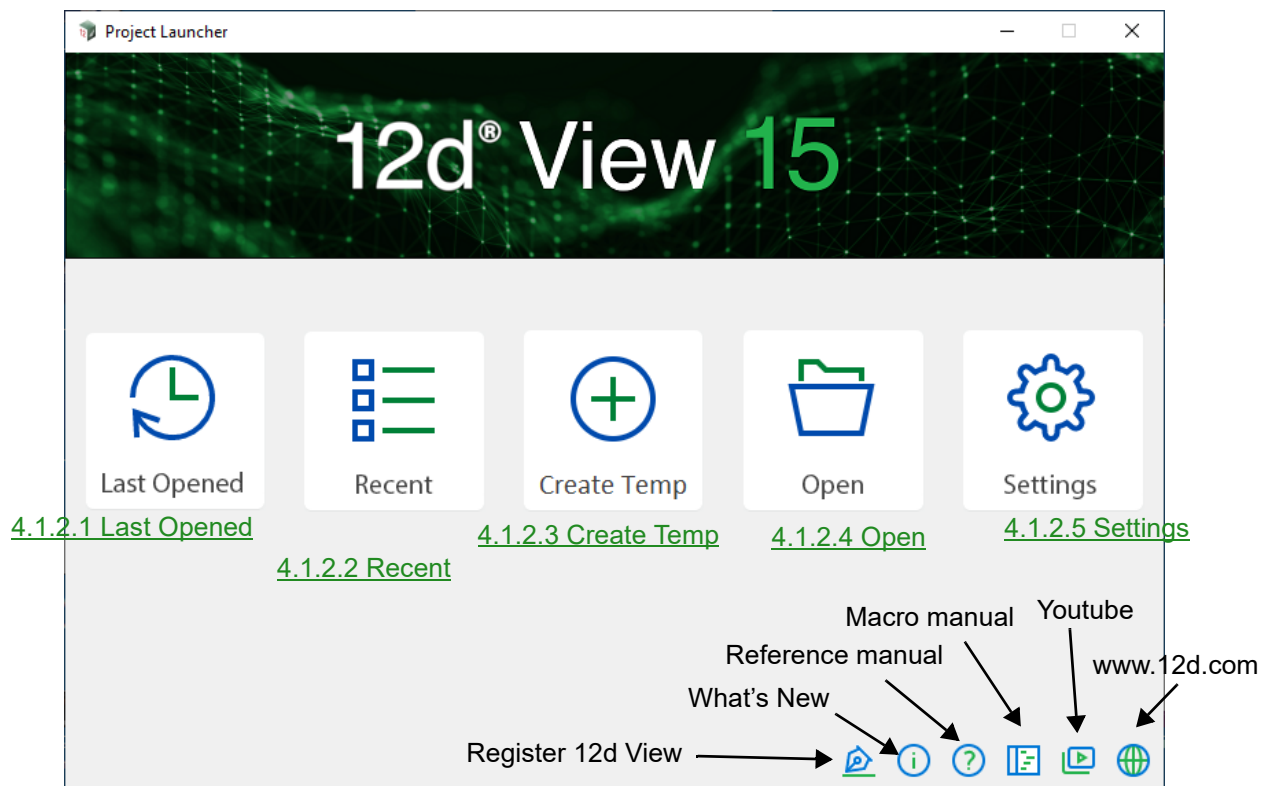 Project Launcher
12d® View 15
Last Opened
Recent
Create Temp
Open
Settings
4.1.2.1 Last Opened
4.1.2.2 Recent
4.1.2.3 Create Temp
4.1.2.4 Open
4.1.2.5 Settings
Macro manual
Youtube
Reference manual
www.12d.com
What's New
Register 12d View